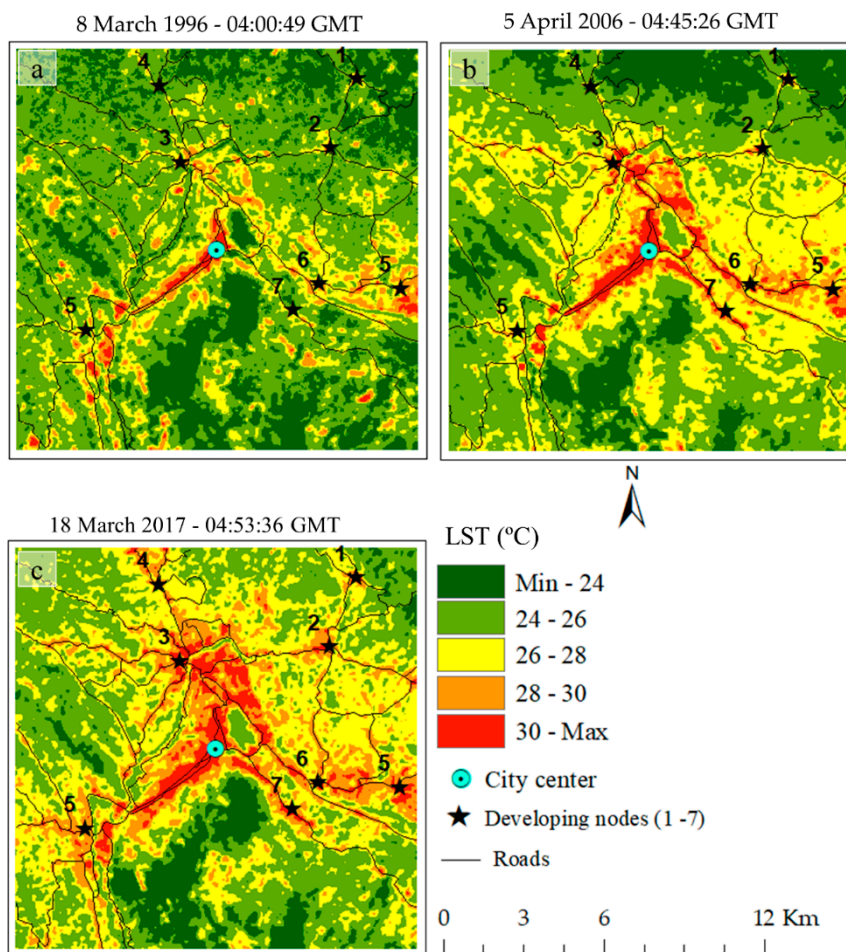 8 March 1996 - 04:00:49 GMT
5 April 2006 - 04:45:26 GMT
a
4
1
3
2
6
5
5
7
b
4
1
3
2
6
5
5
7
N
18 March 2017 - 04:53:36 GMT
c
4
1
3
2
6
5
5
7
LST (ºC)
Min - 24
24 - 26
26 - 28
28 - 30
30 - Max
City center
Developing nodes (1 -7)
Roads
0 3 6 12 Km